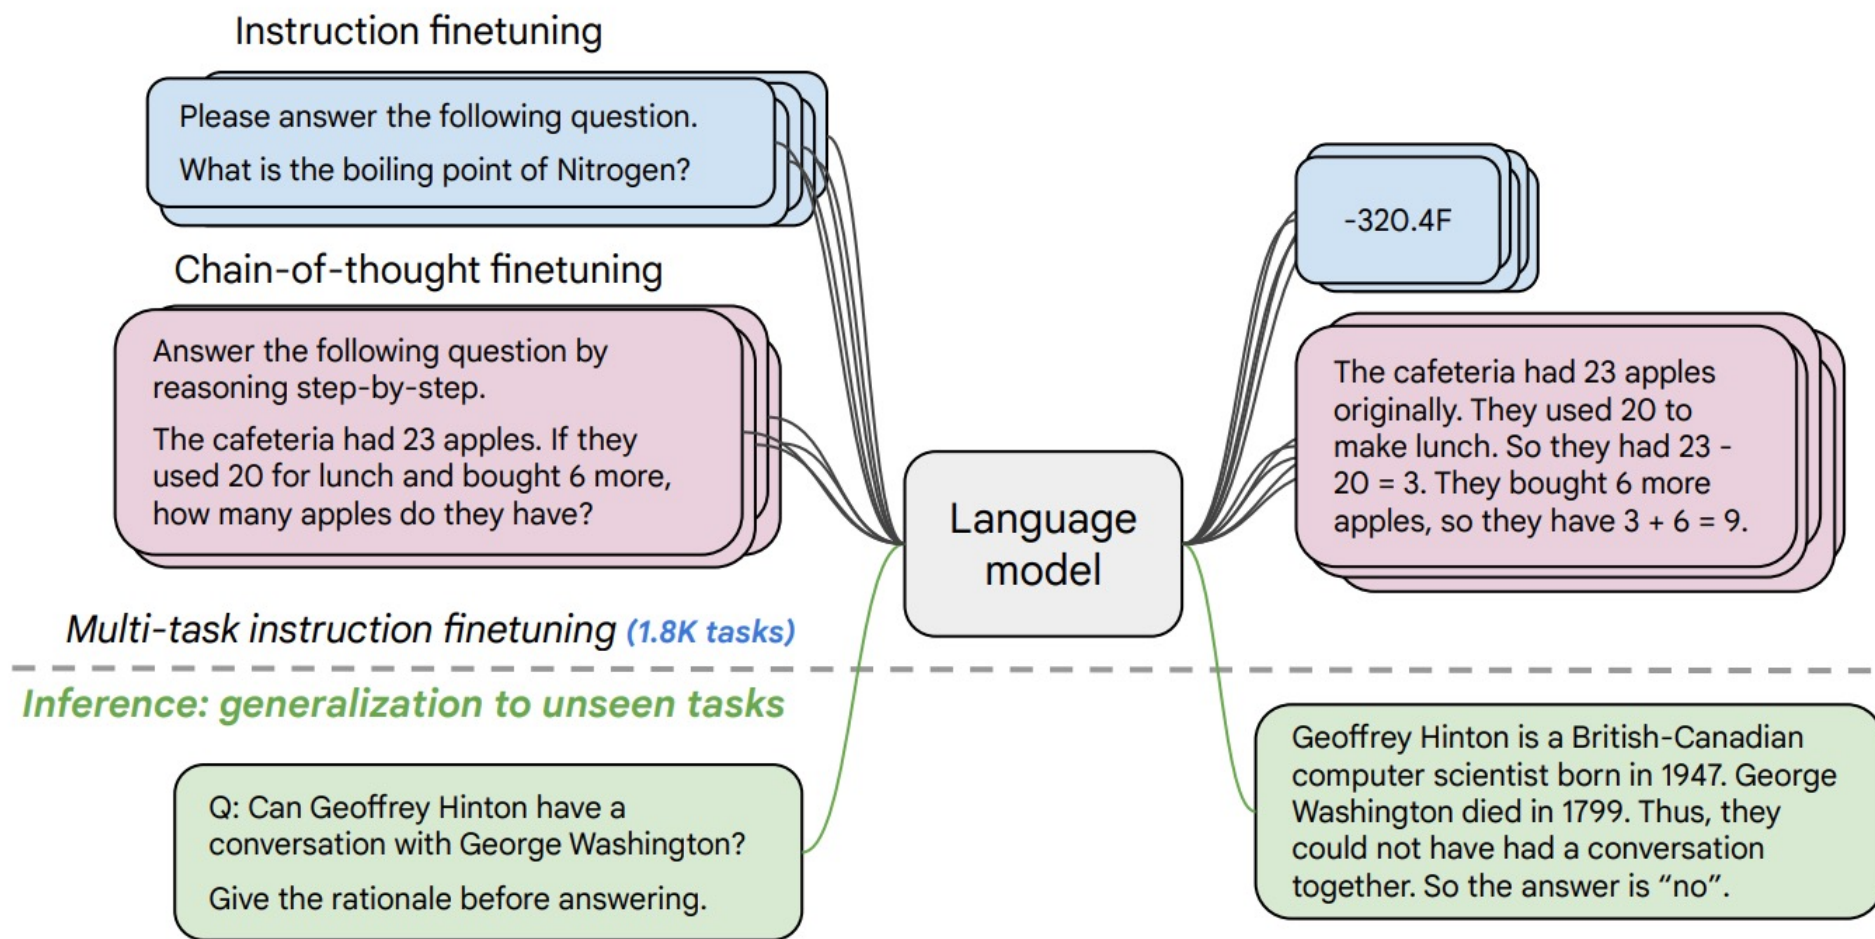 Instruction finetuning
Please answer the following question.
What is the boiling point of Nitrogen?
Chain-of-thought finetuning
Answer the following question by
reasoning step-by-step.
The cafeteria had 23 apples. If they
used 20 for lunch and bought 6 more,
how many apples do they have?
Multi-task instruction finetuning (1.8K tasks)
Language
model
-320.4F
The cafeteria had 23 apples
originally. They used 20 to
make lunch. So they had 23 -
20 = 3. They bought 6 more
apples, so they have 3 + 6 = 9.
Inference: generalization to unseen tasks
Q: Can Geoffrey Hinton have a
conversation with George Washington?
Give the rationale before answering.
Geoffrey Hinton is a British-Canadian
computer scientist born in 1947. George
Washington died in 1799. Thus, they
could not have had a conversation
together. So the answer is “no”.